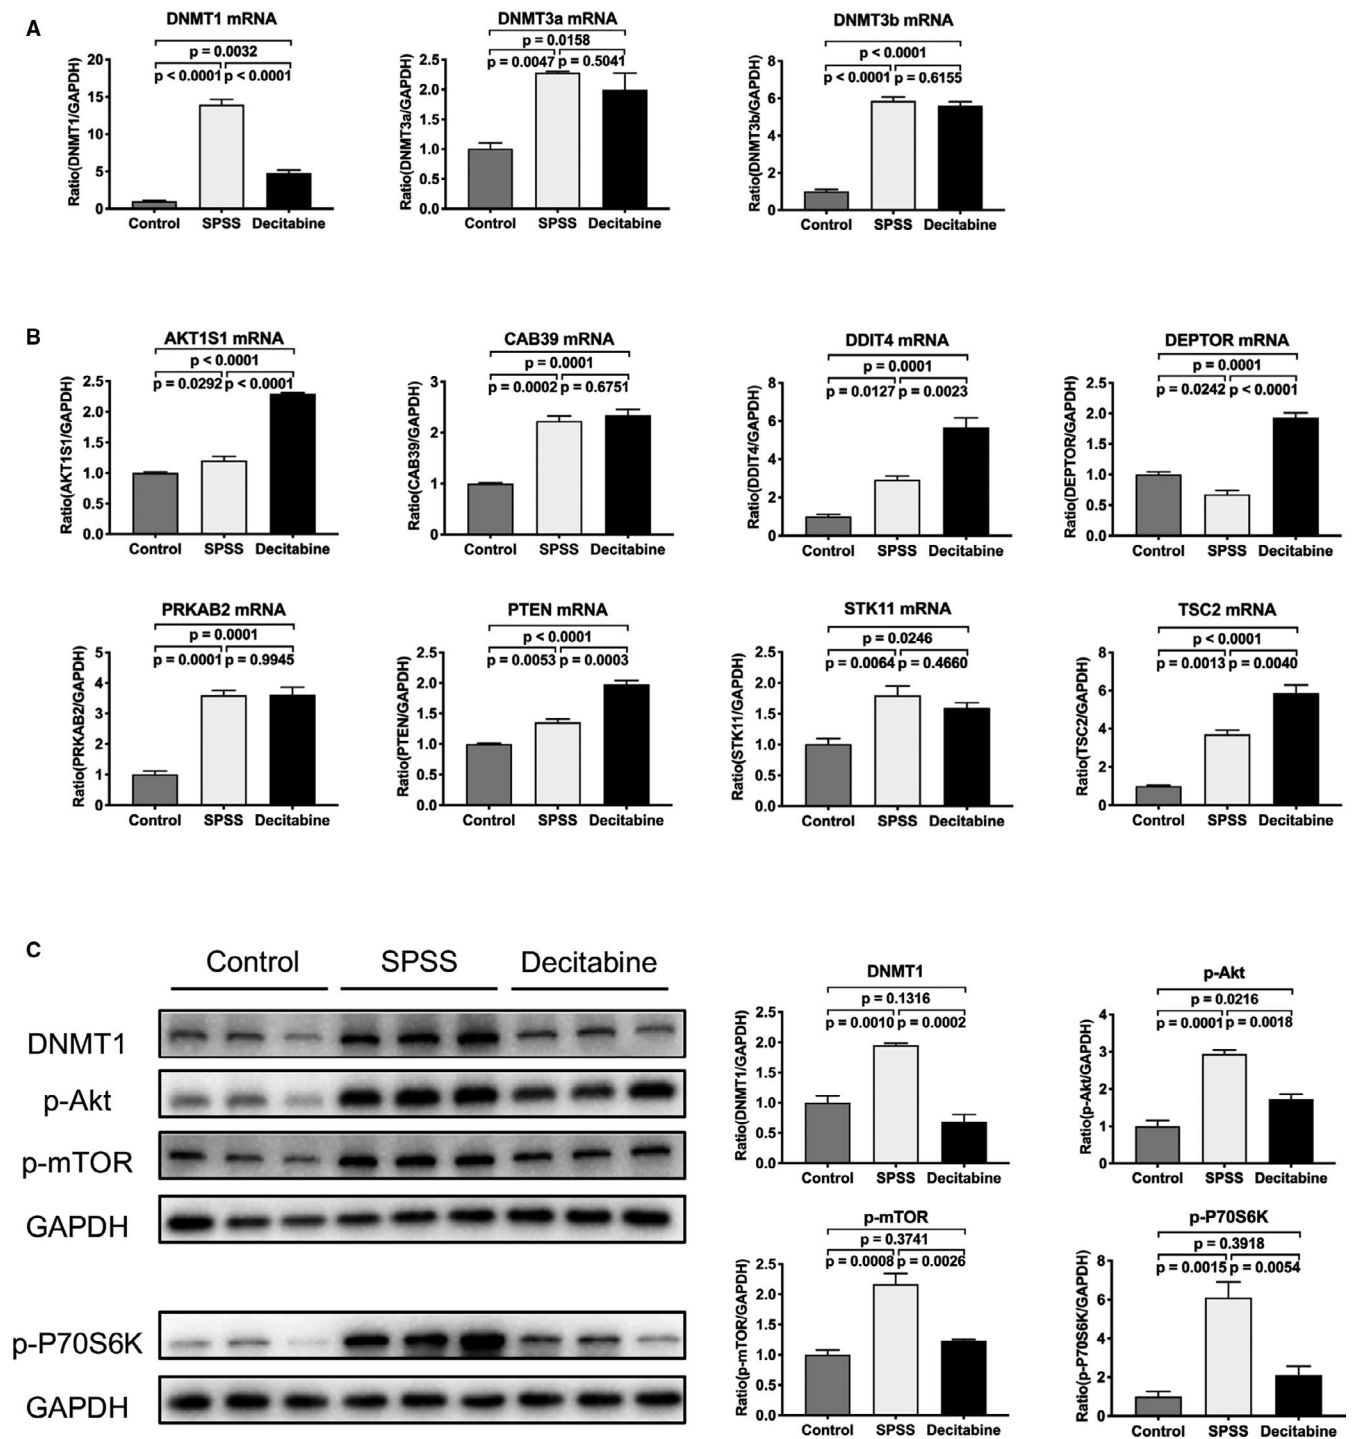 A
DNMT1 mRNA
p = 0.0032
p < 0.0001 p < 0.0001
Ratio(DNMT1/GAPDH)
20
15
10
5
0
Control SPSS Decitabine
DNMT3a mRNA
p = 0.0158
p = 0.0047 p = 0.5041
Ratio(DNMT3a/GAPDH)
2.5
2.0
1.5
1.0
0.5
0.0
Control SPSS Decitabine
DNMT3b mRNA
p < 0.0001
p < 0.0001 p = 0.6155
Ratio(DNMT3b/GAPDH)
8
6
4
2
0
Control SPSS Decitabine
B
AKT1S1 mRNA
p < 0.0001
p = 0.0292 p < 0.0001
Ratio(AKT1S1/GAPDH)
2.5
2.0
1.5
1.0
0.5
0.0
Control SPSS Decitabine
CAB39 mRNA
p = 0.0001
p = 0.0002 p = 0.6751
Ratio(CAB39/GAPDH)
3
2
1
0
Control SPSS Decitabine
DDIT4 mRNA
p = 0.0001
p = 0.0127 p = 0.0023
Ratio(DDIT4/GAPDH)
8
6
4
2
0
Control SPSS Decitabine
DEPTOR mRNA
p = 0.0001
p = 0.0242 p < 0.0001
Ratio(DEPTOR/GAPDH)
2.5
2.0
1.5
1.0
0.5
0.0
Control SPSS Decitabine
PRKAB2 mRNA
p = 0.0001
p = 0.0001 p = 0.9945
Ratio(PRKAB2/GAPDH)
5
4
3
2
1
0
Control SPSS Decitabine
PTEN mRNA
p < 0.0001
p = 0.0053 p = 0.0003
Ratio(PTEN/GAPDH)
2.5
2.0
1.5
1.0
0.5
0.0
Control SPSS Decitabine
STK11 mRNA
p = 0.0246
p = 0.0064 p = 0.4660
Ratio(STK11/GAPDH)
2.5
2.0
1.5
1.0
0.5
0.0
Control SPSS Decitabine
TSC2 mRNA
p < 0.0001
p = 0.0013 p = 0.0040
Ratio(TSC2/GAPDH)
8
6
4
2
0
Control SPSS Decitabine
C
Control SPSS Decitabine
DNMT1
p-Akt
p-mTOR
GAPDH
p-P70S6K
GAPDH
DNMT1
p = 0.1316
p = 0.0010 p = 0.0002
Ratio(DNMT1/GAPDH)
2.5
2.0
1.5
1.0
0.5
0.0
Control SPSS Decitabine
p-Akt
p = 0.0216
p = 0.0001 p = 0.0018
Ratio(p-Akt/GAPDH)
4
3
2
1
0
Control SPSS Decitabine
p-mTOR
p = 0.3741
p = 0.0008 p = 0.0026
Ratio(p-mTOR/GAPDH)
2.5
2.0
1.5
1.0
0.5
0.0
Control SPSS Decitabine
p-P70S6K
p = 0.3918
p = 0.0015 p = 0.0054
Ratio(p-P70S6K/GAPDH)
8
6
4
2
0
Control SPSS Decitabine